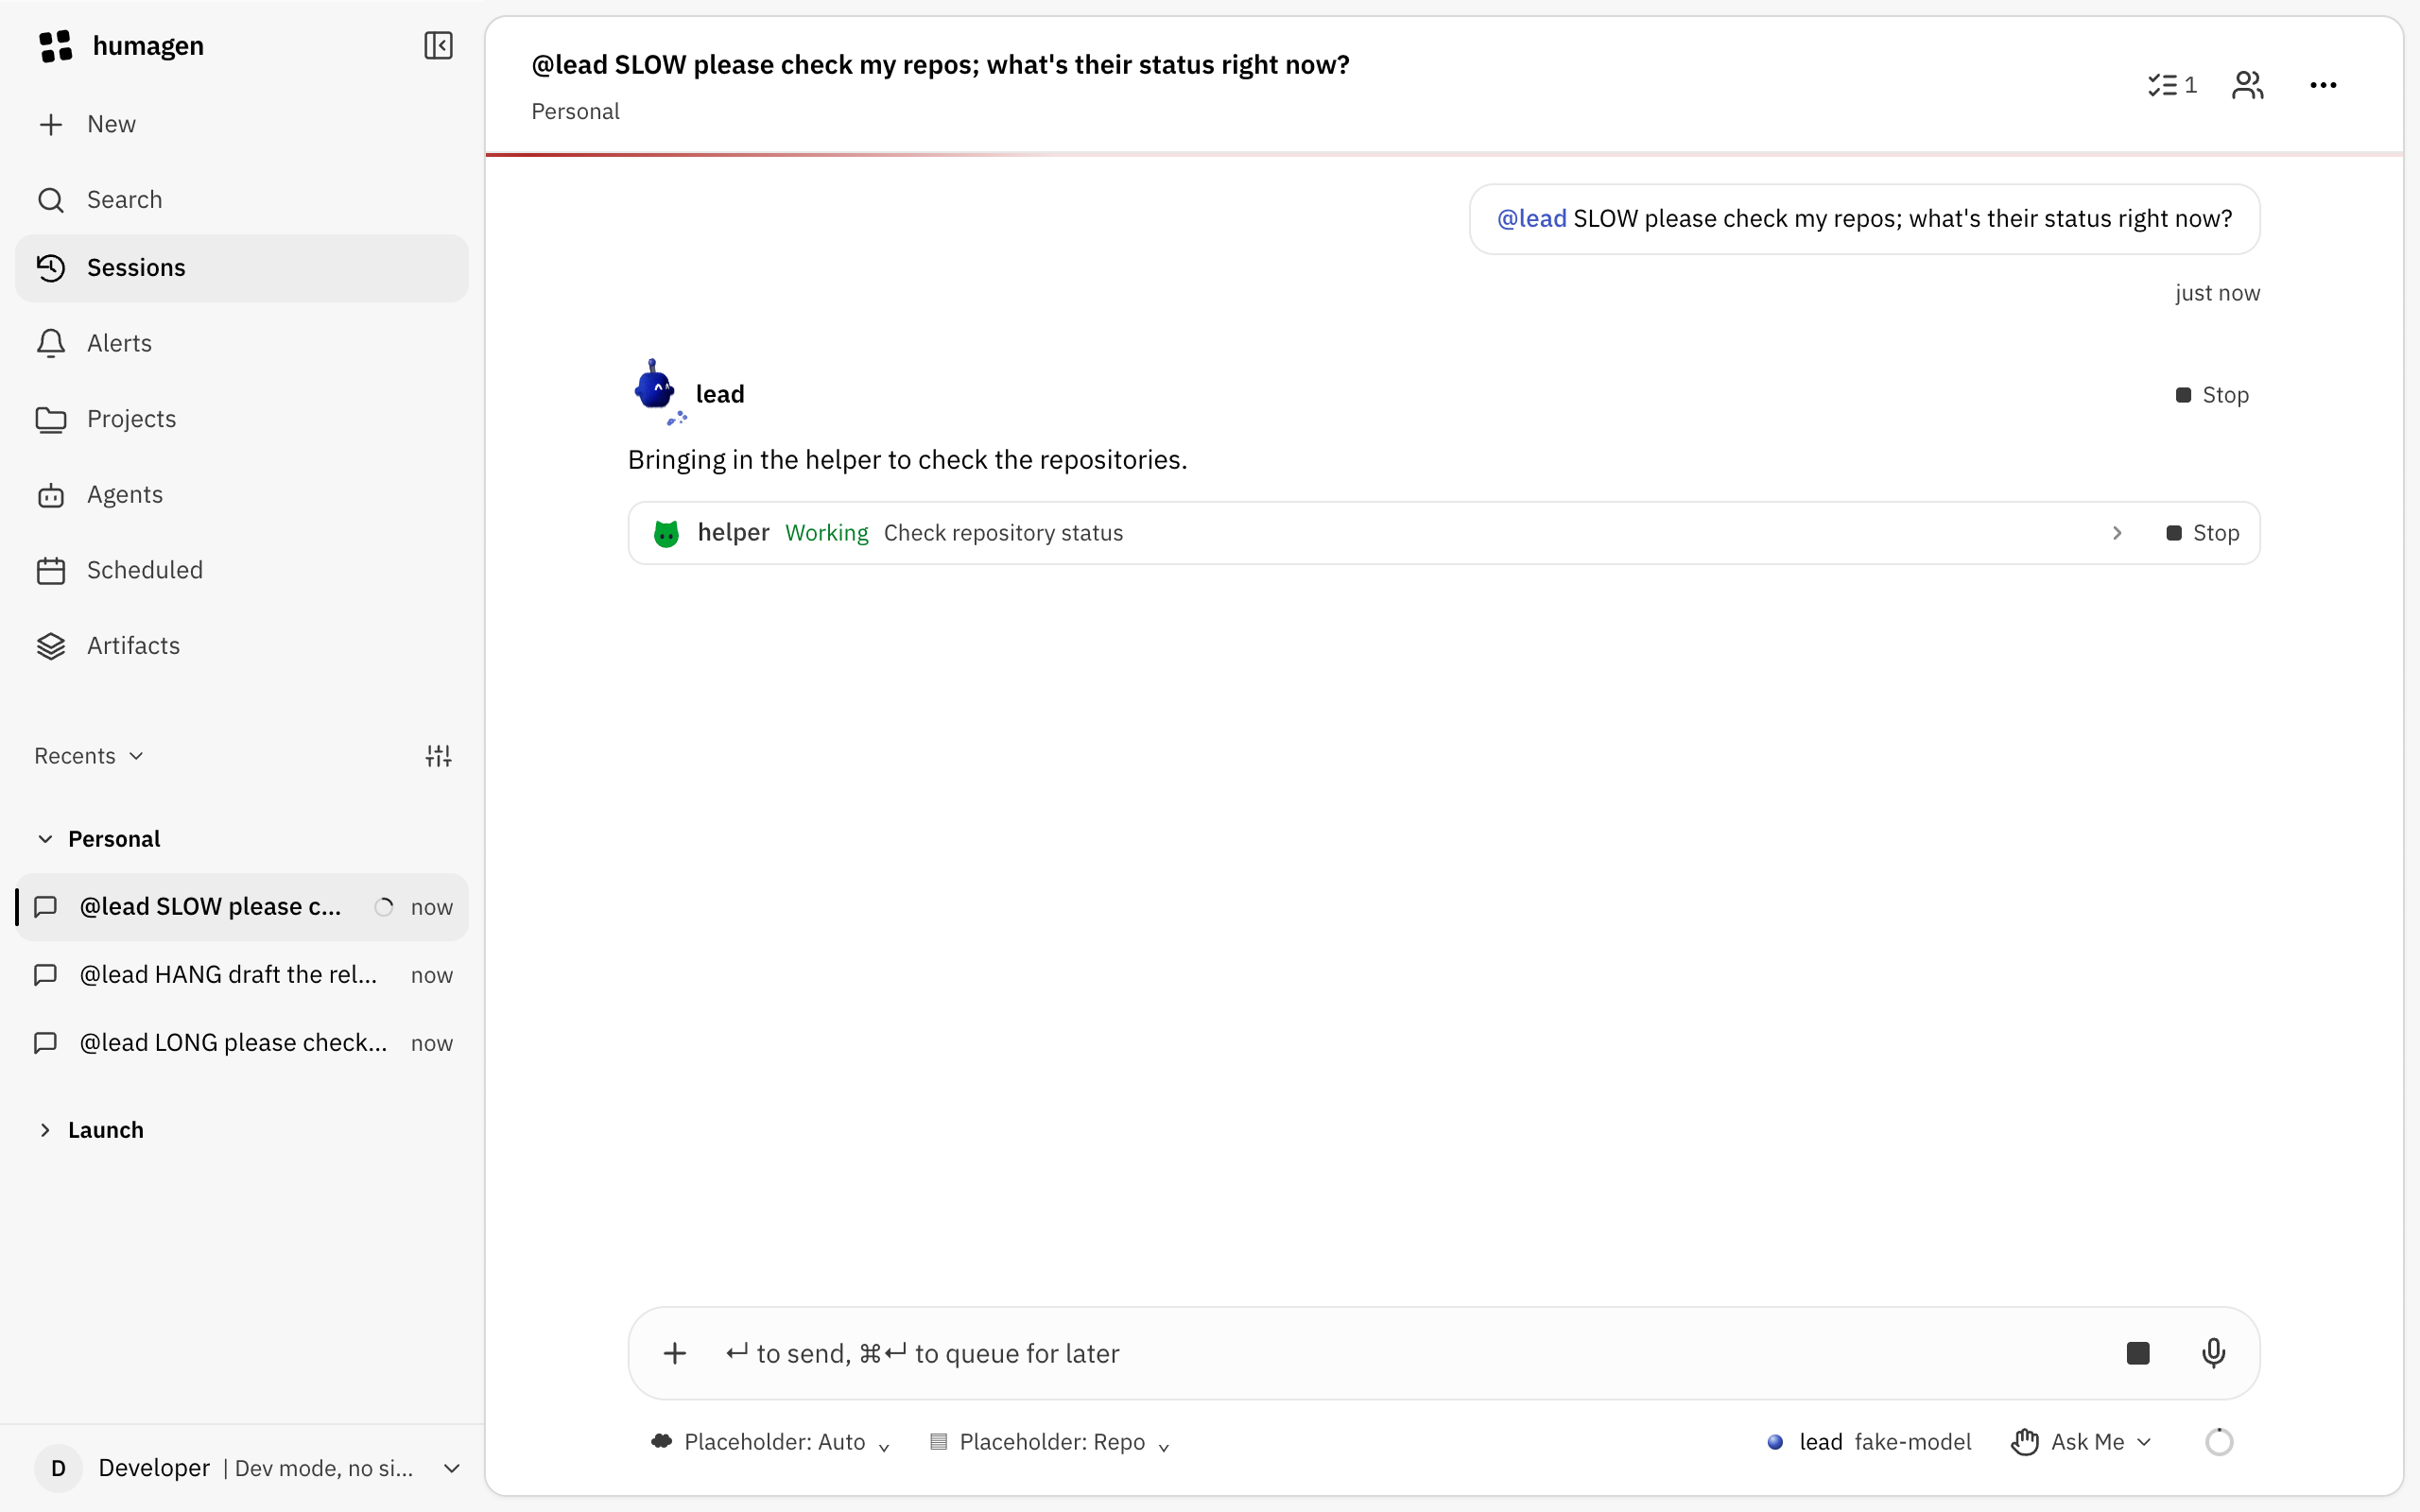 humagen
New
Search
Sessions
Alerts
Projects
Agents
Scheduled
Artifacts
Recents
Personal
@lead SLOW please c... now
@lead HANG draft the rel... now
@lead LONG please check... now
Launch
D Developer | Dev mode, no si...
@lead SLOW please check my repos; what's their status right now?
Personal
1
@lead SLOW please check my repos; what's their status right now?
just now
lead Stop
Bringing in the helper to check the repositories.
helper Working Check repository status Stop
↵ to send, ⌘↵ to queue for later
Placeholder: Auto Placeholder: Repo lead fake-model Ask Me